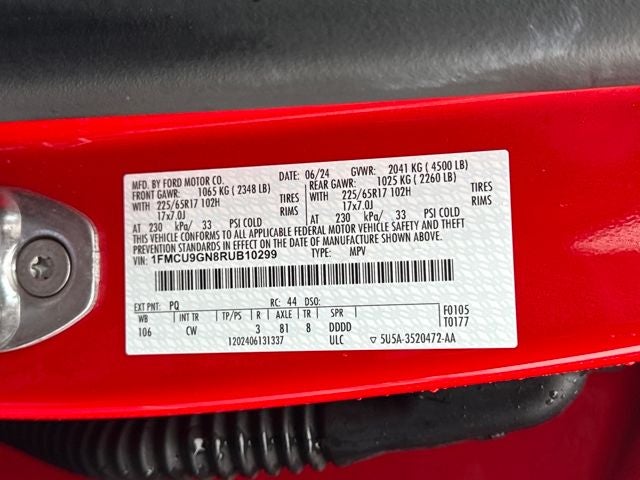 MFD. BY FORD MOTOR CO. DATE: 06/24 GVWR: 2041 KG ( 4500 LB)
FRONT GAWR: 1065 KG ( 2348 LB) REAR GAWR: 1025 KG ( 2260 LB)
WITH 225/65R17 102H TIRES WITH 225/65R17 102H TIRES
17x7.0J RIMS 17x7.0J RIMS
AT 230 kPa/ 33 PSI COLD AT 230 kPa/ 33 PSI COLD
THIS VEHICLE CONFORMS TO ALL APPLICABLE FEDERAL MOTOR VEHICLE SAFETY AND THEFT
PREVENTION STANDARDS IN EFFECT ON THE DATE OF MANUFACTURE SHOWN ABOVE.
VIN: 1FMCU9GN8RUB10299 TYPE: MPV
EXT PNT: PQ RC: 44 DSO:
WB INT TR TP/PS R AXLE TR SPR F0105
106 CW 3 81 8 DDDD T0177
1202406131337 ULC ▽ 5U5A-3520472-AA